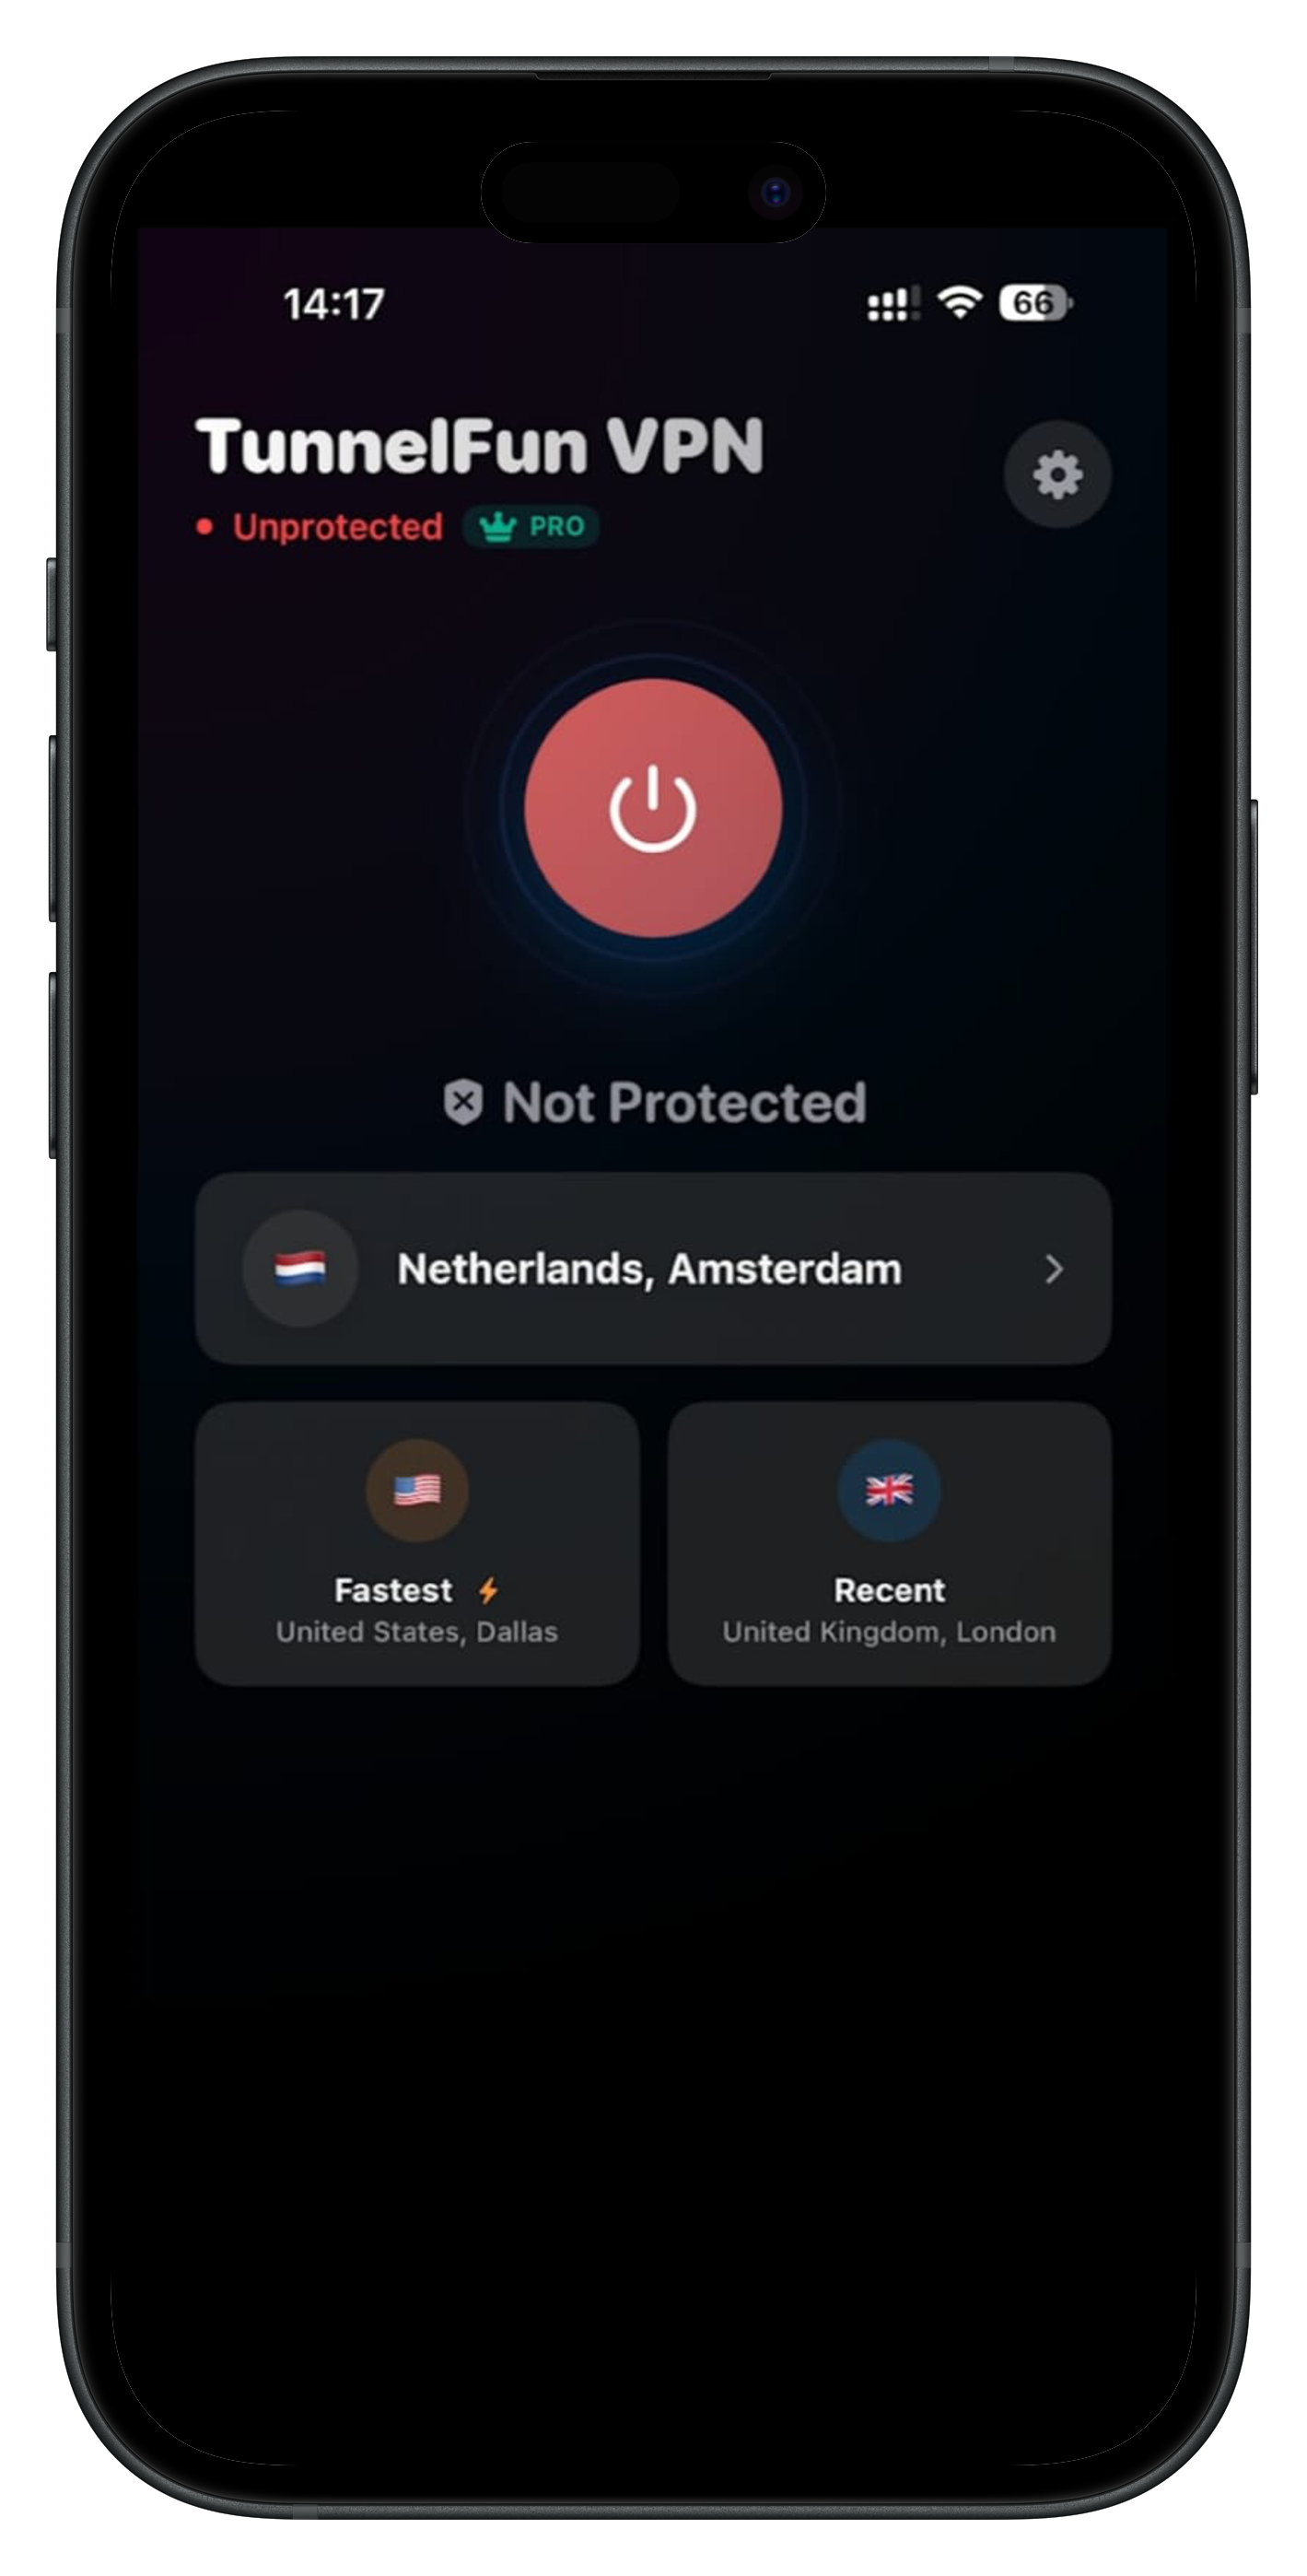 14:17 66
TunnelFun VPN
Unprotected PRO
Not Protected
Netherlands, Amsterdam
Fastest
United States, Dallas
Recent
United Kingdom, London